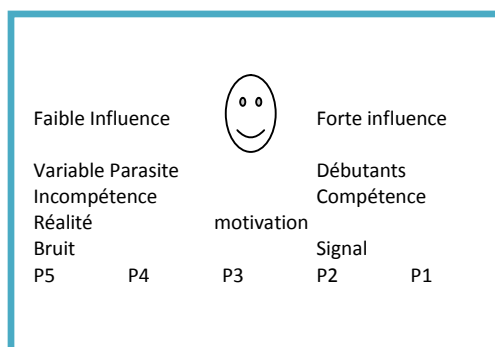 Faible Influence Forte influence
Variable Parasite Débutants
Incompétence Compétence
Réalité motivation
Bruit Signal
P5 P4 P3 P2 P1